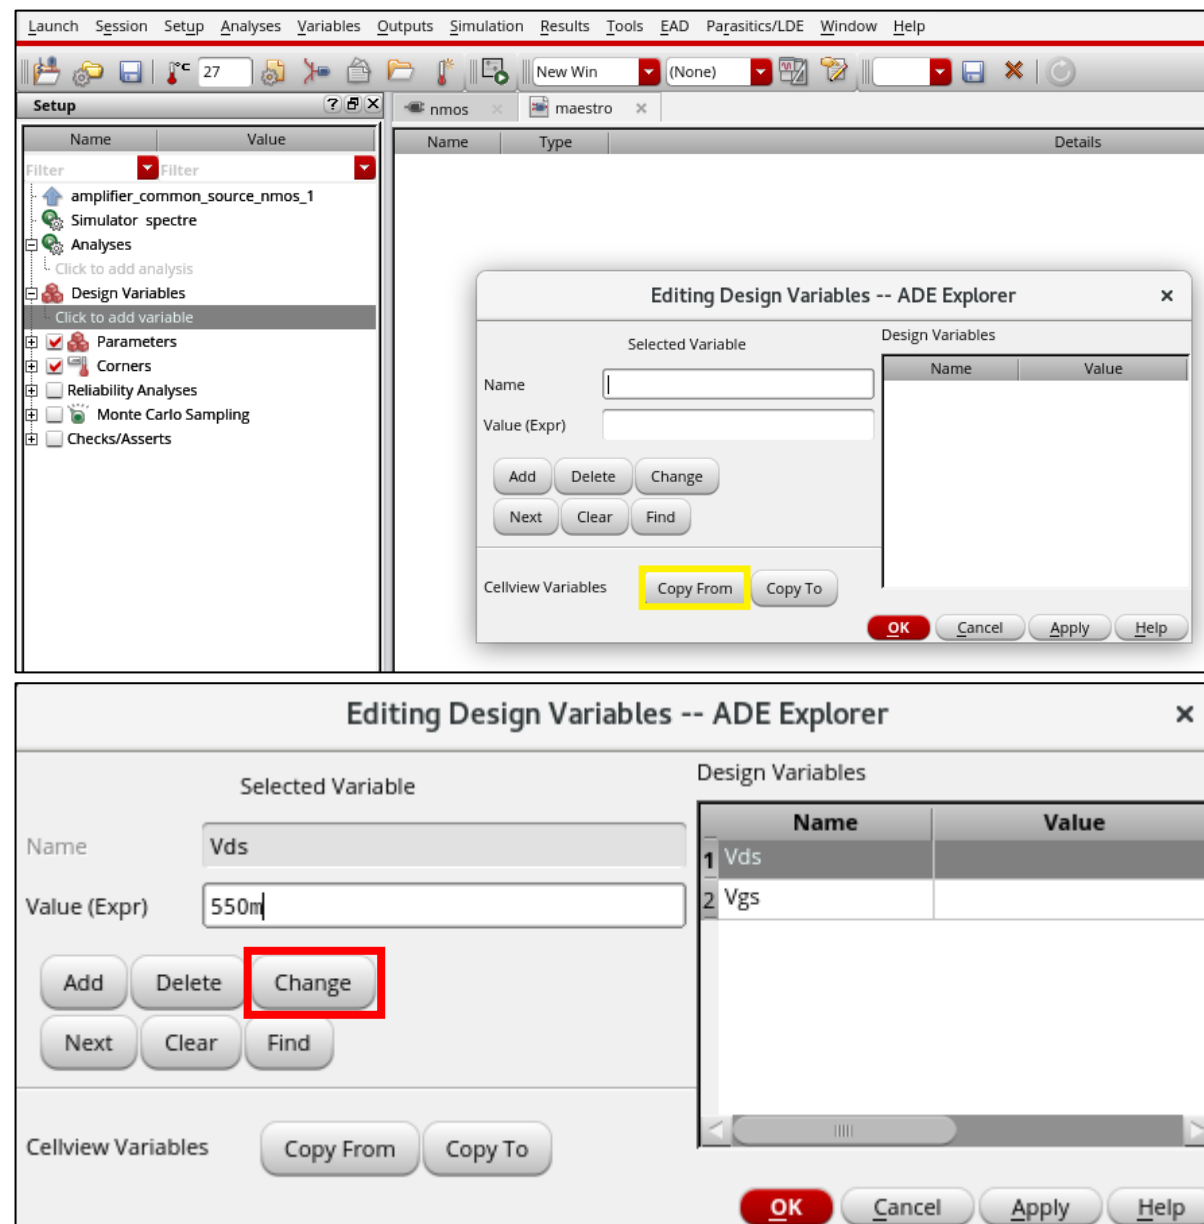 Launch Session Setup Analyses Variables Outputs Simulation Results Tools EAD Parasitics/LDE Window Help
°C 27 New Win (None)
Setup
nmos maestro
Name Value
Name Type Details
Filter Filter
amplifier_common_source_nmos_1
Simulator spectre
Analyses
Click to add analysis
Design Variables
Click to add variable
Parameters
Corners
Reliability Analyses
Monte Carlo Sampling
Checks/Asserts
Editing Design Variables -- ADE Explorer
Selected Variable
Design Variables
Name Value
Name
Value (Expr)
Add Delete Change
Next Clear Find
Cellview Variables Copy From Copy To
OK Cancel Apply Help
Editing Design Variables -- ADE Explorer
Selected Variable
Design Variables
Name Value
Name Vds
1 Vds
Value (Expr) 550m
2 Vgs
Add Delete Change
Next Clear Find
Cellview Variables Copy From Copy To
OK Cancel Apply Help